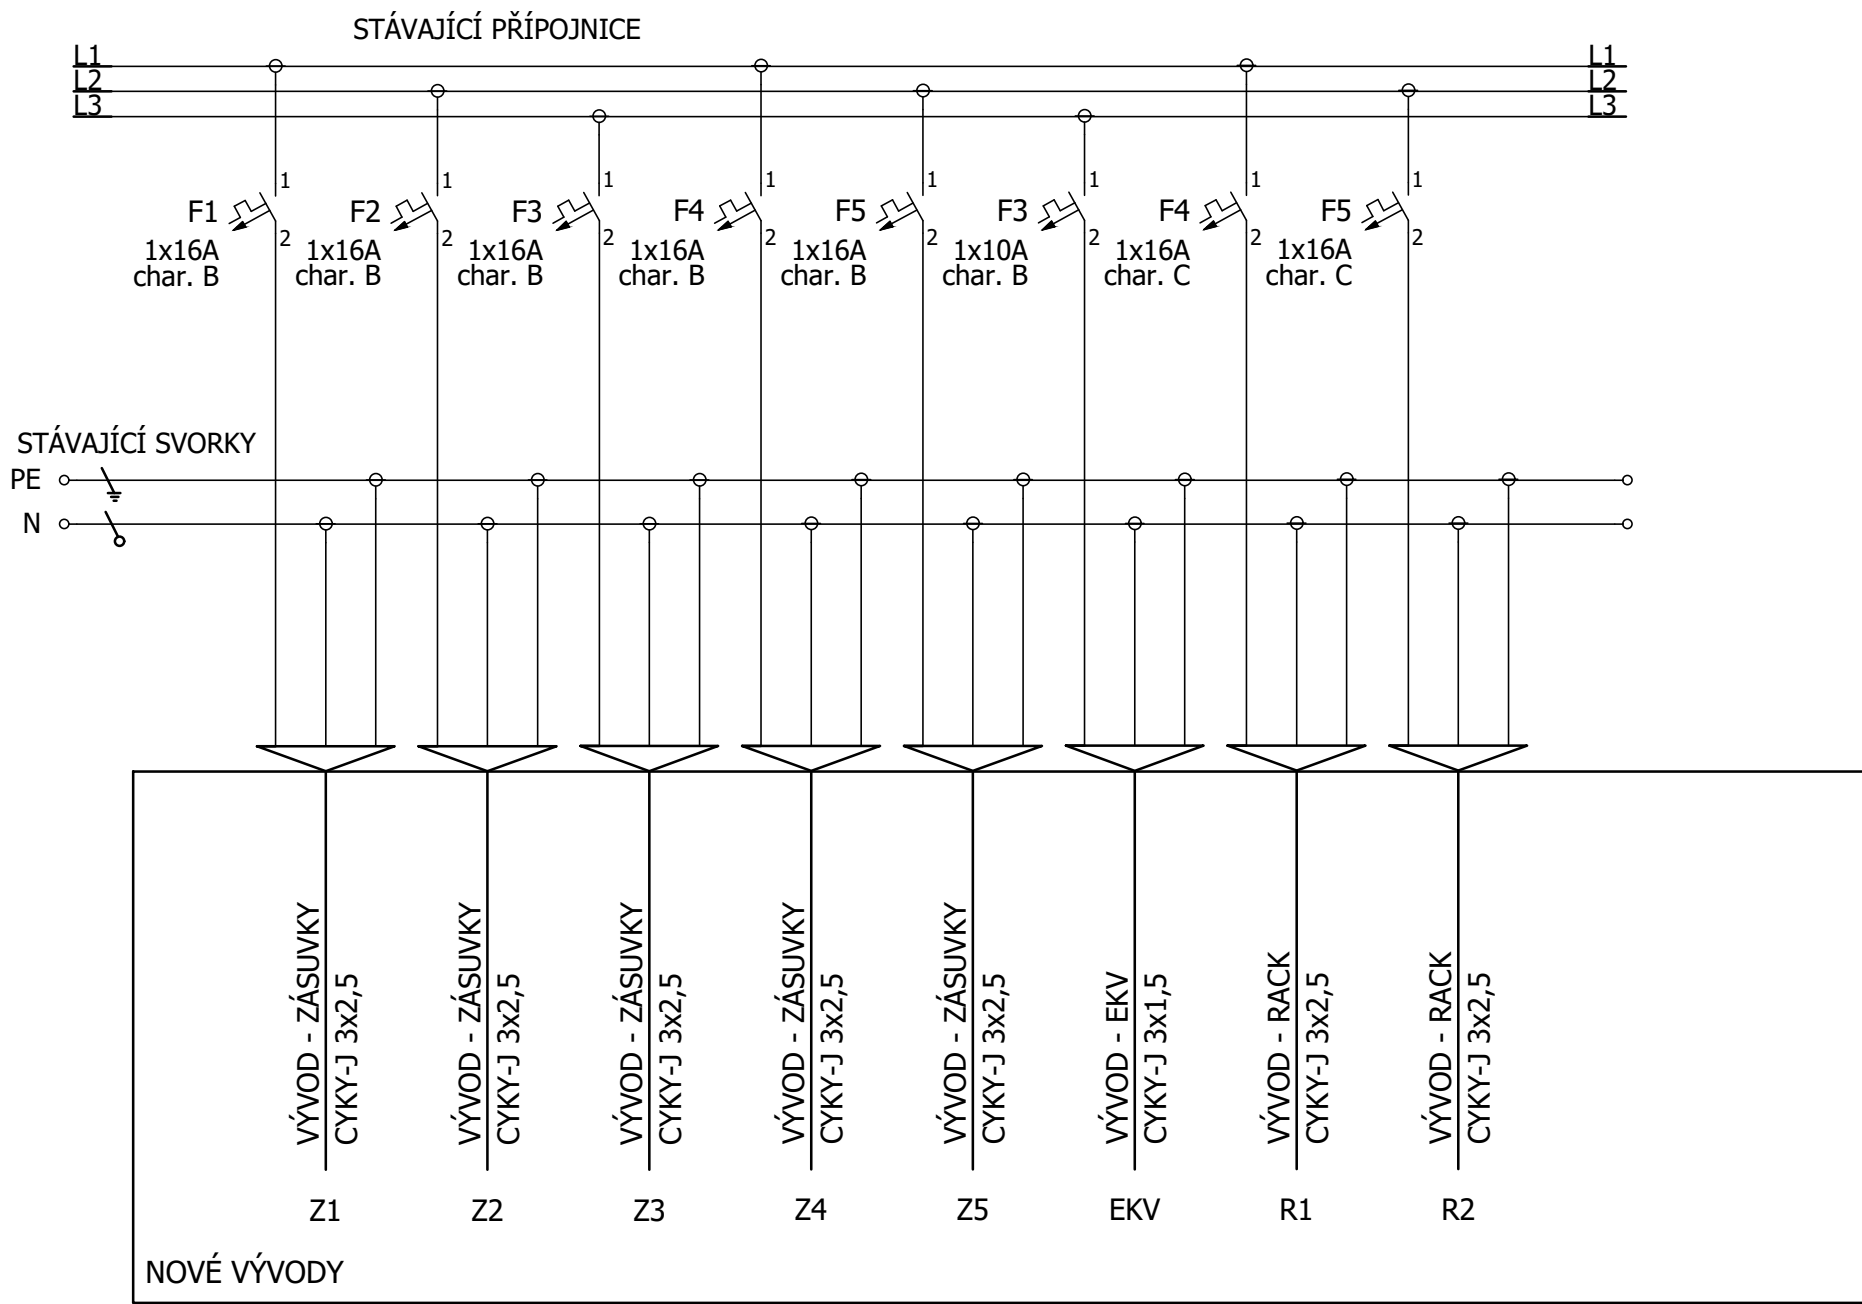 STÁVAJÍCÍ PŘÍPOJNICE
L1
L2
L3
L1
L2
L3
F1
1x16A
char. B
1
2
F2
1x16A
char. B
1
2
F3
1x16A
char. B
1
2
F4
1x16A
char. B
1
2
F5
1x16A
char. B
1
2
F3
1x10A
char. B
1
2
F4
1x16A
char. C
1
2
F5
1x16A
char. C
1
2
STÁVAJÍCÍ SVORKY
PE
N
VÝVOD - ZÁSUVKY
CYKY-J 3x2,5
Z1
VÝVOD - ZÁSUVKY
CYKY-J 3x2,5
Z2
VÝVOD - ZÁSUVKY
CYKY-J 3x2,5
Z3
VÝVOD - ZÁSUVKY
CYKY-J 3x2,5
Z4
VÝVOD - ZÁSUVKY
CYKY-J 3x2,5
Z5
VÝVOD - EKV
CYKY-J 3x1,5
EKV
VÝVOD - RACK
CYKY-J 3x2,5
R1
VÝVOD - RACK
CYKY-J 3x2,5
R2
NOVÉ VÝVODY